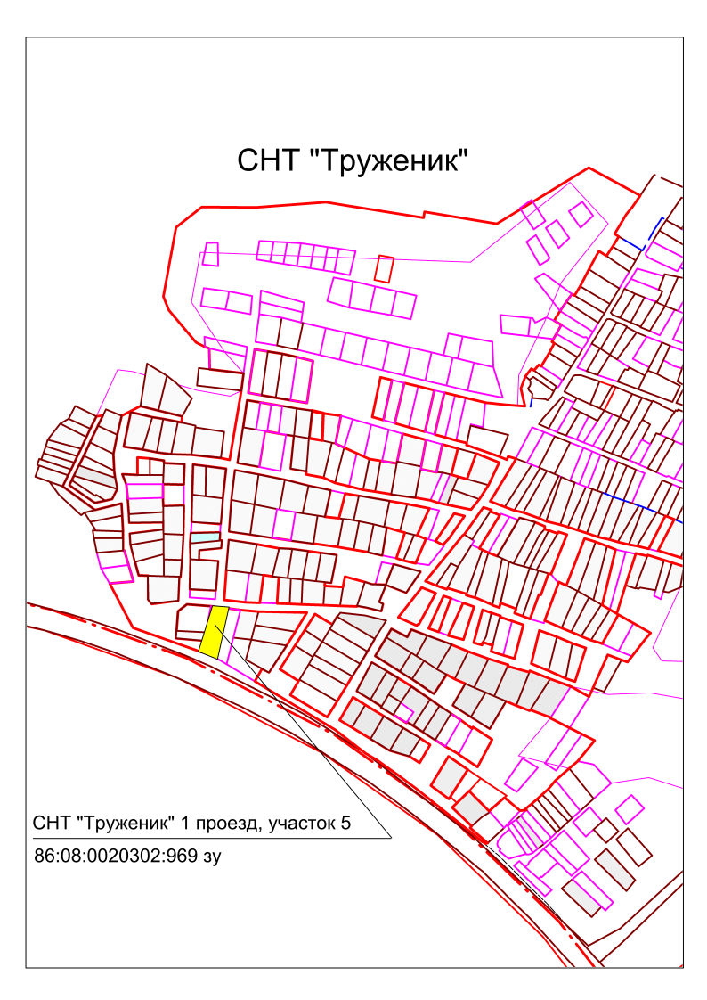 СНТ "Труженик"
СНТ "Труженик" 1 проезд, участок 5
86:08:0020302:969 зу